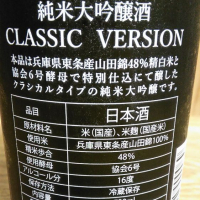 純米大吟醸酒
CLASSIC VERSION
本品は兵庫県東条産山田錦48%精白米と
協会6号酵母で特別仕込にて醸した
クラシカルタイプの純米大吟醸です。
日本酒
原材料名 米(国産)、米麹(国産米)
使用米 兵庫県東条産山田錦100%
精米歩合 48%
使用酵母 協会6号
アルコール分 16度
保存方法 冷蔵保存